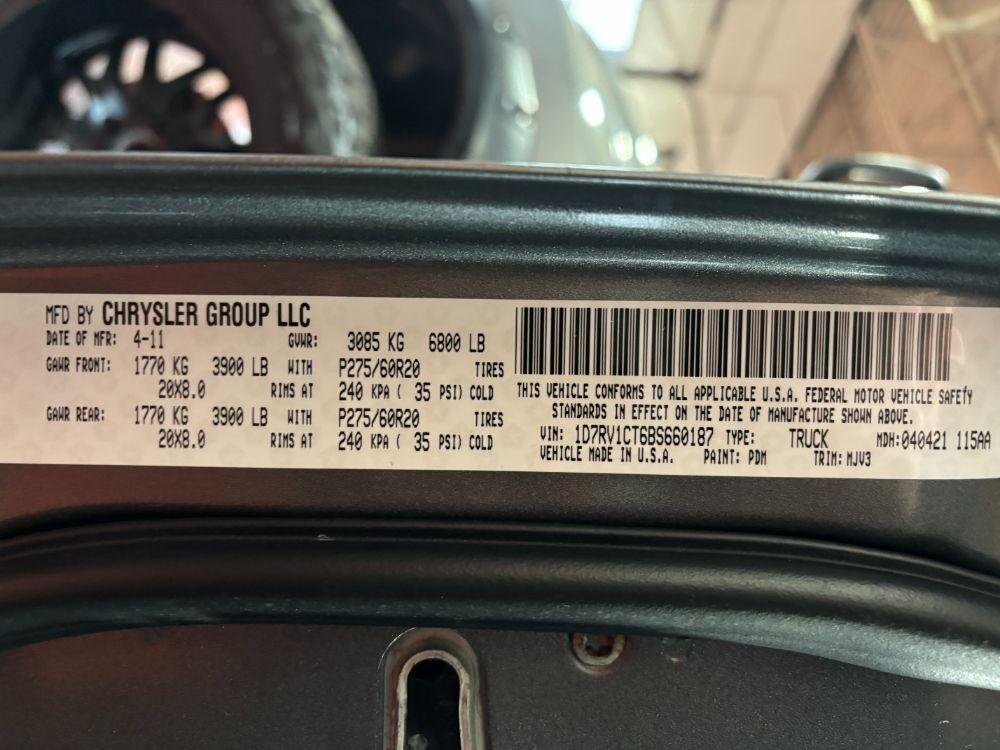 MFD BY CHRYSLER GROUP LLC
DATE OF MFR: 4-11 GVWR: 3085 KG 6800 LB
GAWR FRONT: 1770 KG 3900 LB WITH P275/60R20 TIRES
20X8.0 RIMS AT 240 KPA ( 35 PSI) COLD
GAWR REAR: 1770 KG 3900 LB WITH P275/60R20 TIRES
20X8.0 RIMS AT 240 KPA ( 35 PSI) COLD
THIS VEHICLE CONFORMS TO ALL APPLICABLE U.S.A. FEDERAL MOTOR VEHICLE SAFETY
STANDARDS IN EFFECT ON THE DATE OF MANUFACTURE SHOWN ABOVE.
VIN: 1D7RV1CT6BS660187 TYPE: TRUCK MDH: 040421 115AA
VEHICLE MADE IN U.S.A. PAINT: PDM TRIM: MJV3